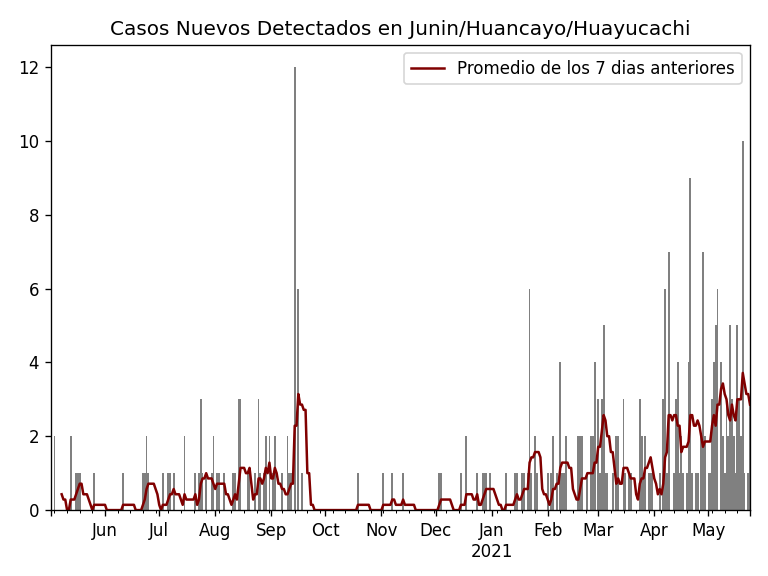 Casos Nuevos Detectados en Junin/Huancayo/Huayucachi
Promedio de los 7 dias anteriores
12
10
8
6
4
2
0
Jun Jul Aug Sep Oct Nov Dec Jan Feb Mar Apr May
2021